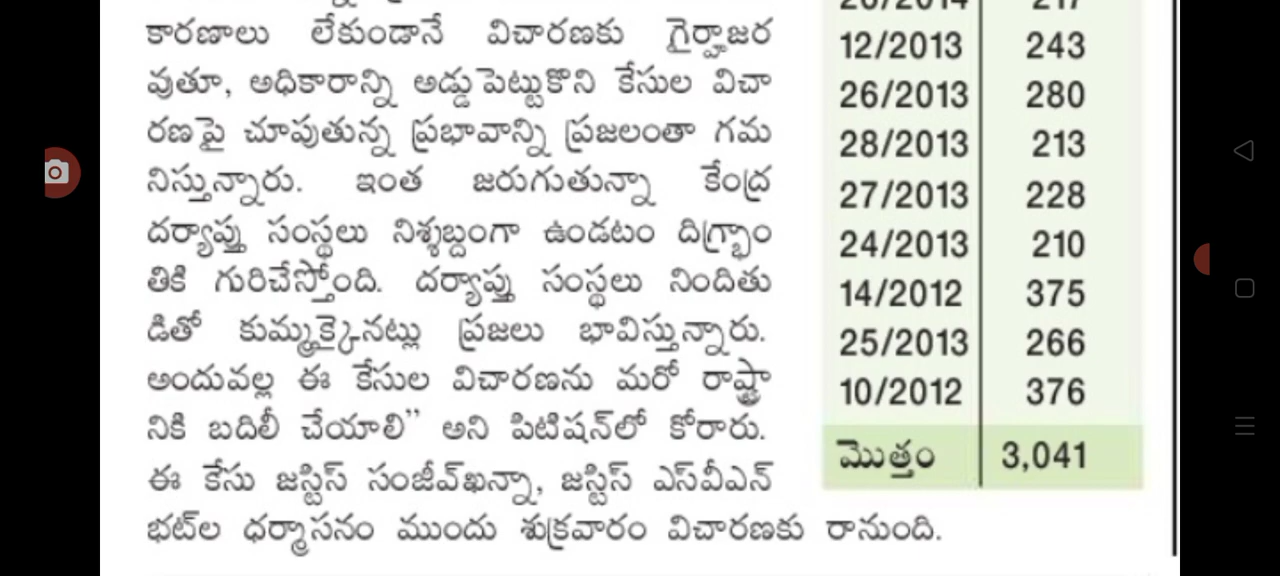 కారణాలు లేకుండానే విచారణకు గైర్హాజర
వుతూ, అధికారాన్ని అడ్డుపెట్టుకొని కేసుల విచా
రణపై చూపుతున్న ప్రభావాన్ని ప్రజలంతా గమ
నిస్తున్నారు. ఇంత జరుగుతున్నా కేంద్ర
దర్యాప్తు సంస్థలు నిశ్శబ్దంగా ఉండటం దిగ్భ్రాం
తికి గురిచేస్తోంది. దర్యాప్తు సంస్థలు నిందితు
డితో కుమ్మక్కైనట్లు ప్రజలు భావిస్తున్నారు.
అందువల్ల ఈ కేసుల విచారణను మరో రాష్ట్రా
నికి బదిలీ చేయాలి” అని పిటిషన్‌లో కోరారు.
ఈ కేసు జస్టిస్ సంజీవ్‌ఖన్నా, జస్టిస్ ఎస్‌వీఎన్
భట్‌ల ధర్మాసనం ముందు శుక్రవారం విచారణకు రానుంది.
12/2013 243
26/2013 280
28/2013 213
27/2013 228
24/2013 210
14/2012 375
25/2013 266
10/2012 376
మొత్తం 3,041